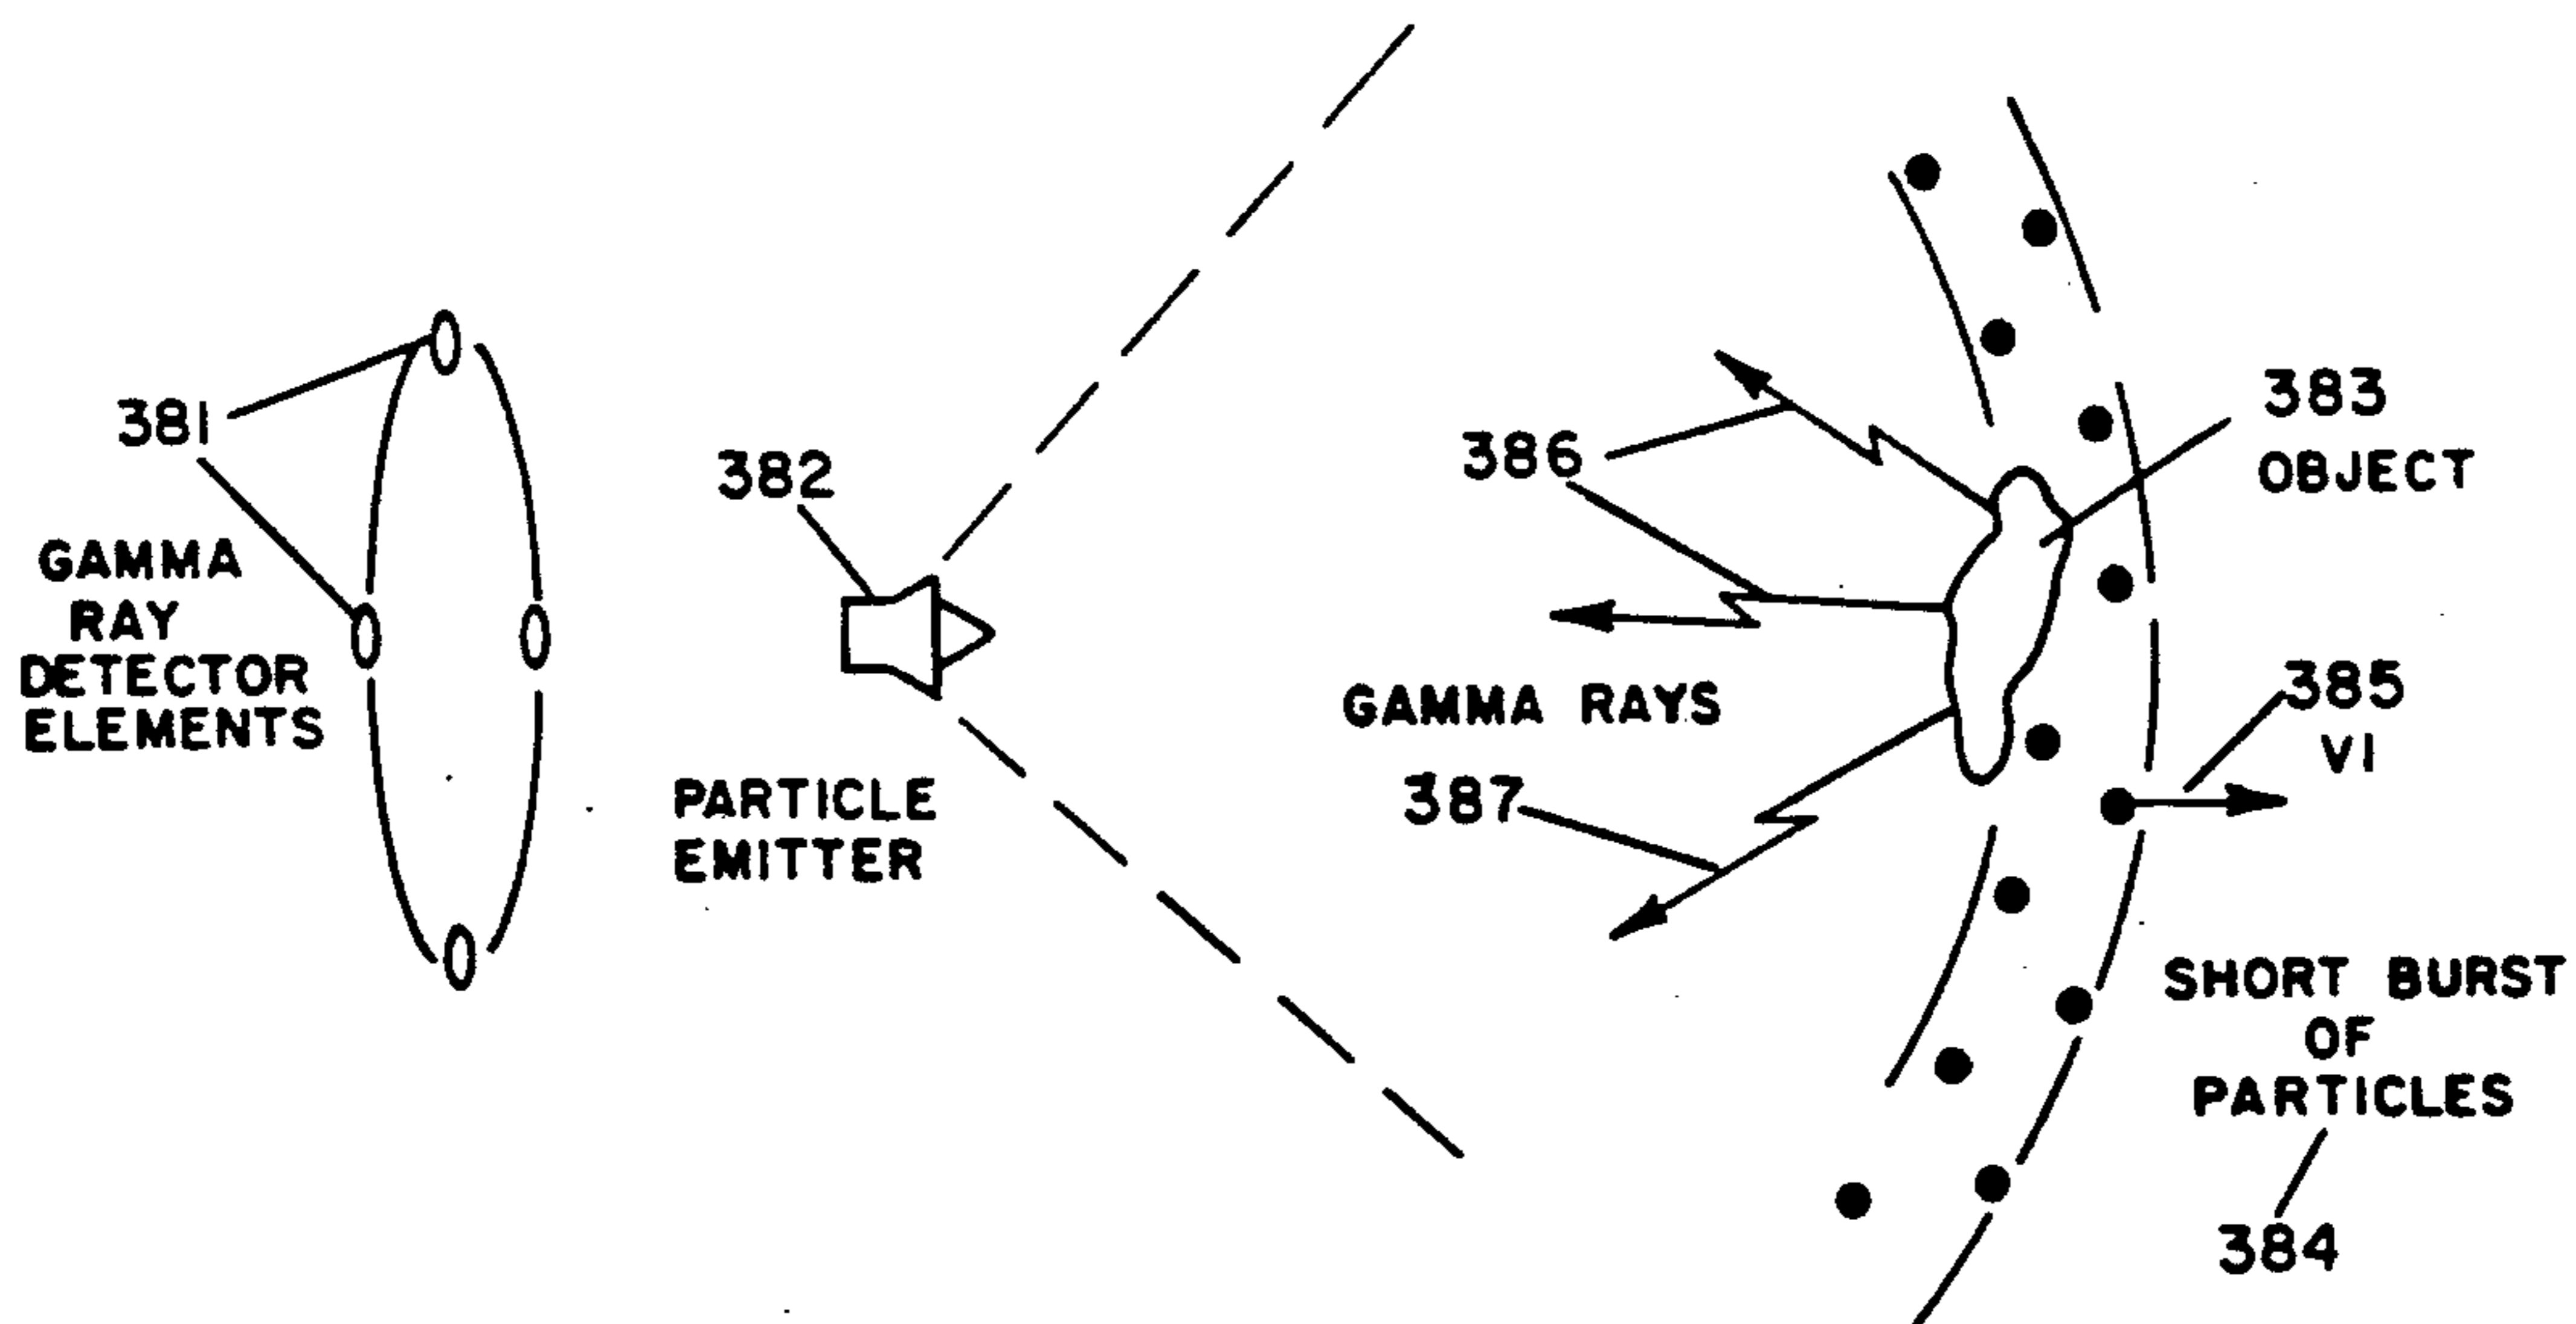 381
GAMMA
RAY
DETECTOR
ELEMENTS
382
PARTICLE
EMITTER
386
GAMMA RAYS
387
383
OBJECT
385
V1
SHORT BURST
OF
PARTICLES
384